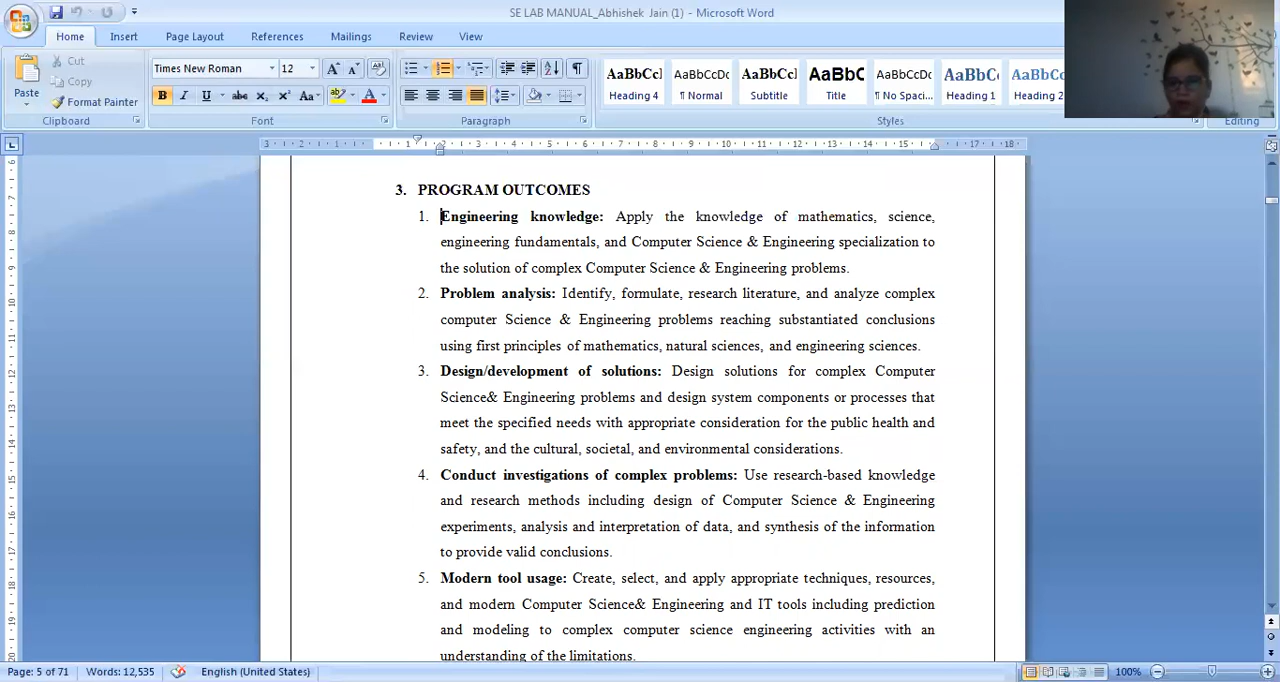 SE LAB MANUAL_Abhishek Jain (1) - Microsoft Word
Home Insert Page Layout References Mailings Review View
Cut
Copy
Format Painter
Paste
Clipboard
Times New Roman 12
Font
Paragraph
AaBbCcI AaBbCcDc AaBbCcI AaBbC AaBbCcDc AaBbCc AaBbCc
Heading 4 ¶ Normal Subtitle Title ¶ No Spaci... Heading 1 Heading 2
Styles
Editing
3. PROGRAM OUTCOMES
1. Engineering knowledge: Apply the knowledge of mathematics, science,
engineering fundamentals, and Computer Science & Engineering specialization to
the solution of complex Computer Science & Engineering problems.
2. Problem analysis: Identify, formulate, research literature, and analyze complex
computer Science & Engineering problems reaching substantiated conclusions
using first principles of mathematics, natural sciences, and engineering sciences.
3. Design/development of solutions: Design solutions for complex Computer
Science& Engineering problems and design system components or processes that
meet the specified needs with appropriate consideration for the public health and
safety, and the cultural, societal, and environmental considerations.
4. Conduct investigations of complex problems: Use research-based knowledge
and research methods including design of Computer Science & Engineering
experiments, analysis and interpretation of data, and synthesis of the information
to provide valid conclusions.
5. Modern tool usage: Create, select, and apply appropriate techniques, resources,
and modern Computer Science& Engineering and IT tools including prediction
and modeling to complex computer science engineering activities with an
understanding of the limitations.
Page: 5 of 71 Words: 12,535 English (United States) 100%